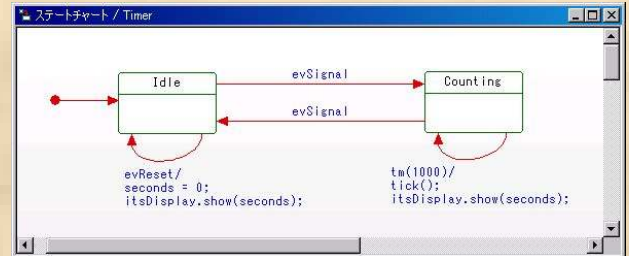 ステートチャート / Timer
Idle
evSignal
Counting
evSignal
evReset/
seconds = 0;
itsDisplay.show(seconds);
tm(1000)/
tick();
itsDisplay.show(seconds);